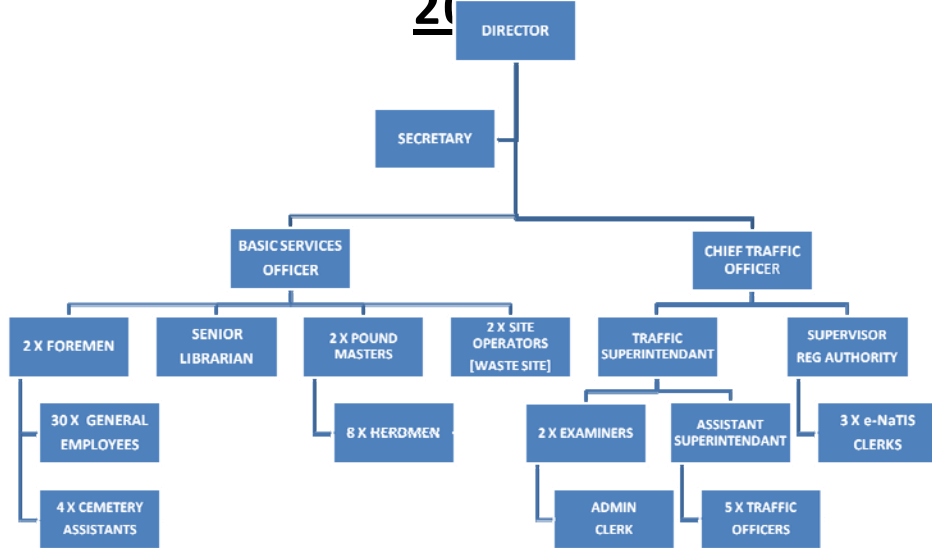 DIRECTOR
SECRETARY
BASIC SERVICES
OFFICER
CHIEF TRAFFIC
OFFICER
2 X FOREMEN
SENIOR
LIBRARIAN
2 X POUND
MASTERS
2 X SITE
OPERATORS
[WASTE SITE]
TRAFFIC
SUPERINTENDANT
SUPERVISOR
REG AUTHORITY
30 X GENERAL
EMPLOYEES
8 X HERDMEN
2 X EXAMINERS
ASSISTANT
SUPERINTENDANT
3 X e-NaTIS
CLERKS
4 X CEMETERY
ASSISTANTS
ADMIN
CLERK
5 X TRAFFIC
OFFICERS